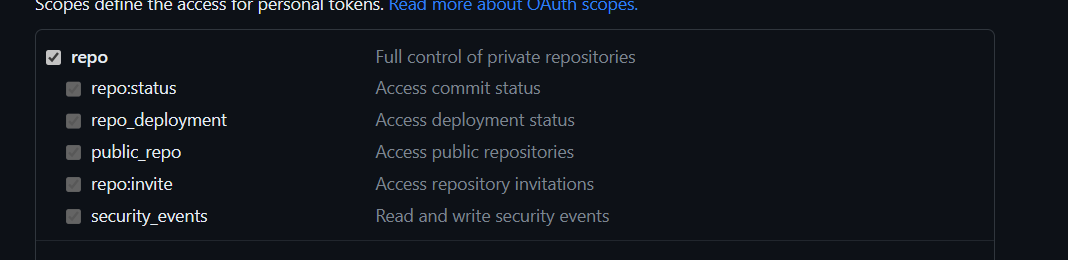 Scopes define the access for personal tokens. Read more about OAuth scopes.
repo Full control of private repositories
repo:status Access commit status
repo_deployment Access deployment status
public_repo Access public repositories
repo:invite Access repository invitations
security_events Read and write security events